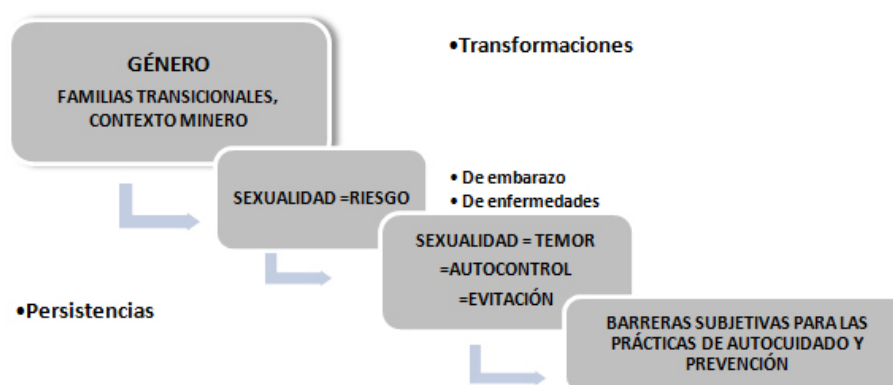 GÉNERO
FAMILIAS TRANSICIONALES,
CONTEXTO MINERO
•Transformaciones
SEXUALIDAD =RIESGO
• De embarazo
• De enfermedades
SEXUALIDAD = TEMOR
=AUTOCONTROL
=EVITACIÓN
•Persistencias
BARRERAS SUBJETIVAS PARA LAS
PRÁCTICAS DE AUTOCUIDADO Y
PREVENCIÓN